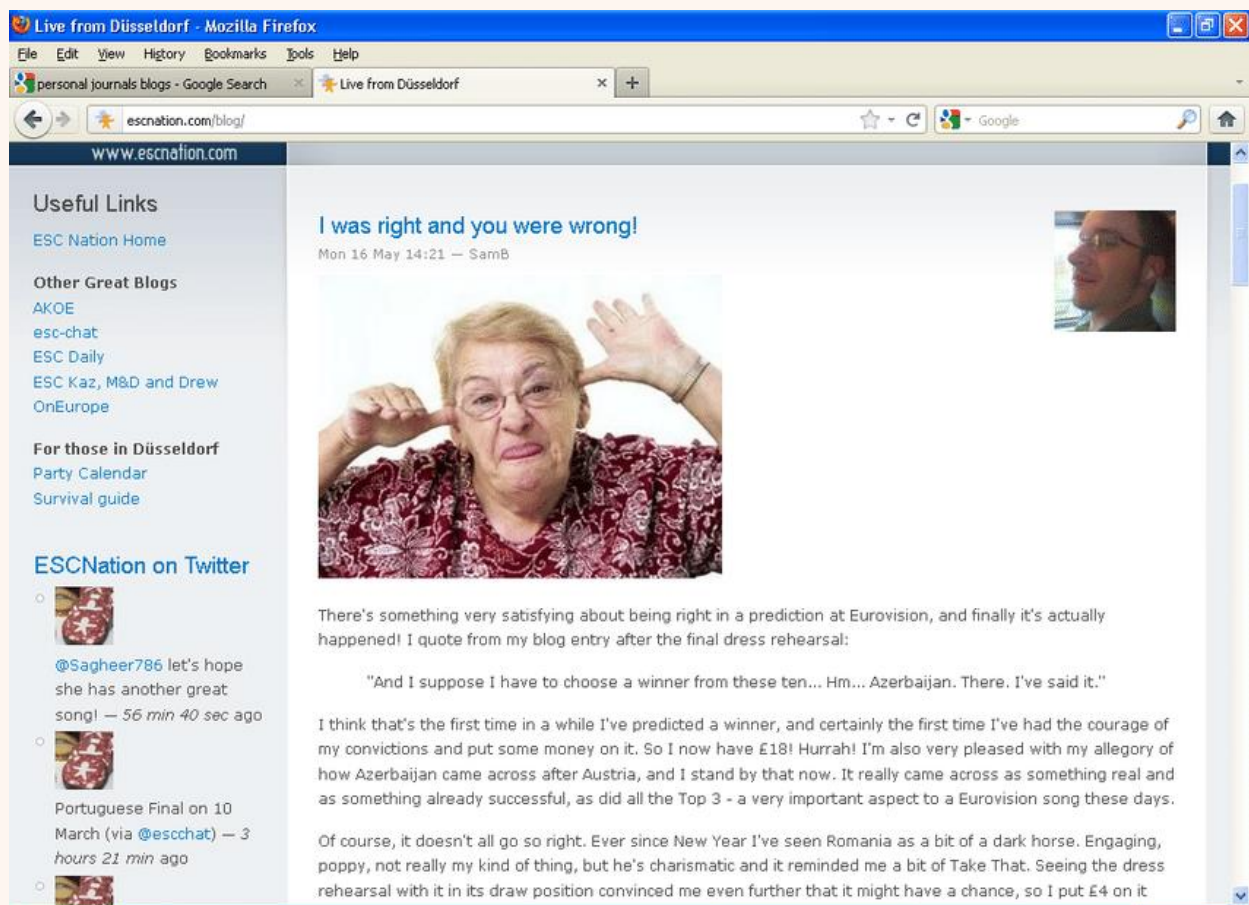 Live from Düsseldorf - Mozilla Firefox
File Edit View History Bookmarks Tools Help
personal journals blogs - Google Search
Live from Düsseldorf
escnation.com/blog/
Google
www.escnation.com
Useful Links
ESC Nation Home
Other Great Blogs
AKOE
esc-chat
ESC Daily
ESC Kaz, M&D and Drew
OnEurope
For those in Düsseldorf
Party Calendar
Survival guide
ESCNation on Twitter
@Sagheer786 let's hope
she has another great
song! — 56 min 40 sec ago
Portuguese Final on 10
March (via @escchat) — 3
hours 21 min ago
I was right and you were wrong!
Mon 16 May 14:21 — SamB
There's something very satisfying about being right in a prediction at Eurovision, and finally it's actually
happened! I quote from my blog entry after the final dress rehearsal:
"And I suppose I have to choose a winner from these ten... Hm... Azerbaijan. There. I've said it."
I think that's the first time in a while I've predicted a winner, and certainly the first time I've had the courage of
my convictions and put some money on it. So I now have £18! Hurrah! I'm also very pleased with my allegory of
how Azerbaijan came across after Austria, and I stand by that now. It really came across as something real and
as something already successful, as did all the Top 3 - a very important aspect to a Eurovision song these days.
Of course, it doesn't all go so right. Ever since New Year I've seen Romania as a bit of a dark horse. Engaging,
poppy, not really my kind of thing, but he's charismatic and it reminded me a bit of Take That. Seeing the dress
rehearsal with it in its draw position convinced me even further that it might have a chance, so I put £4 on it